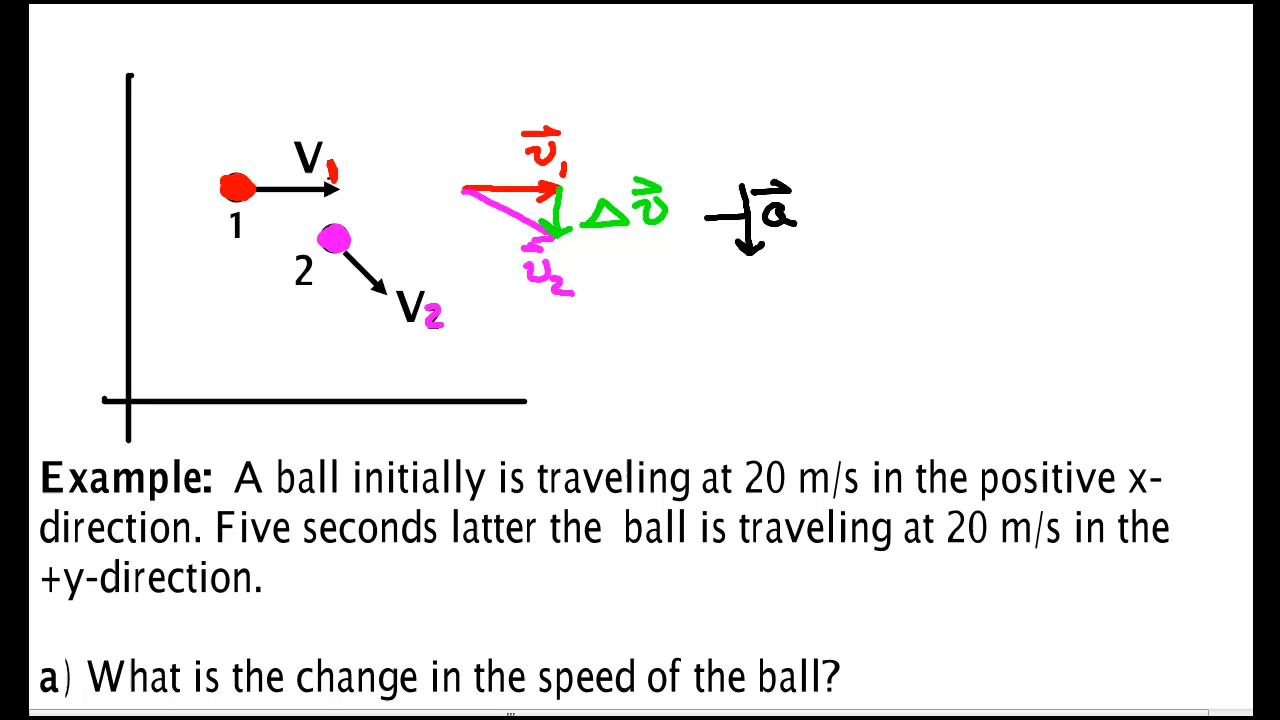 V₁
1
2
V₂
v⃗₁
Δv⃗
v⃗₂
a⃗
Example: A ball initially is traveling at 20 m/s in the positive x-
direction. Five seconds latter the ball is traveling at 20 m/s in the
+y-direction.
a) What is the change in the speed of the ball?